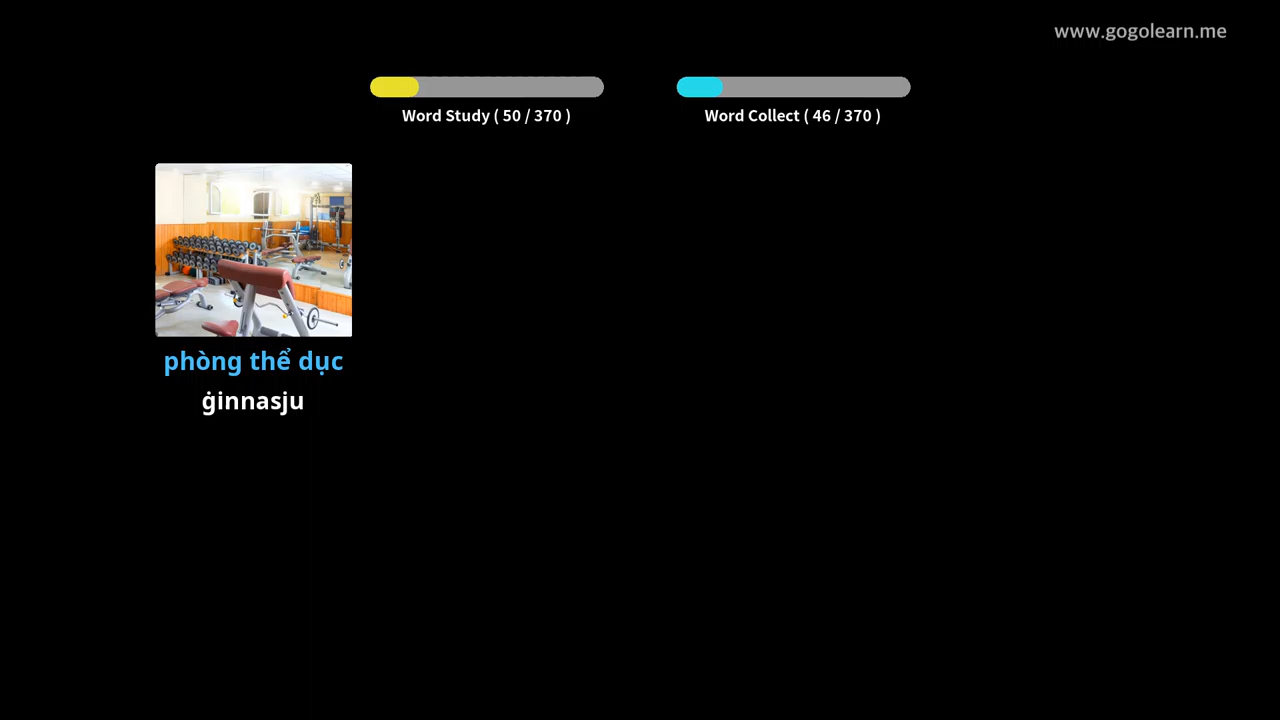 www.gogolearn.me
Word Study ( 50 / 370 )
Word Collect ( 46 / 370 )
phòng thể dục
ġinnasju